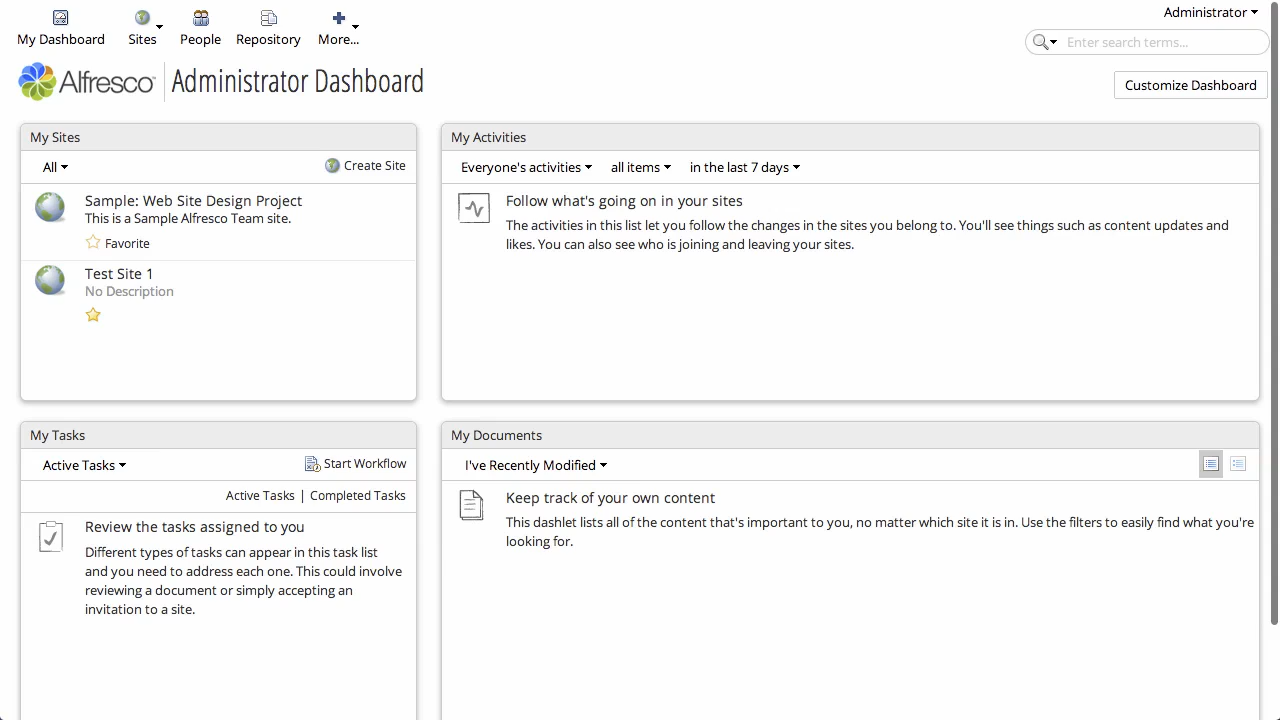 My Dashboard
Sites
People
Repository
More...
Administrator
Enter search terms...
Alfresco
Administrator Dashboard
Customize Dashboard
My Sites
All
Create Site
Sample: Web Site Design Project
This is a Sample Alfresco Team site.
Favorite
Test Site 1
No Description
My Activities
Everyone's activities
all items
in the last 7 days
Follow what's going on in your sites
The activities in this list let you follow the changes in the sites you belong to. You'll see things such as content updates and
likes. You can also see who is joining and leaving your sites.
My Tasks
Active Tasks
Start Workflow
Active Tasks | Completed Tasks
Review the tasks assigned to you
Different types of tasks can appear in this task list
and you need to address each one. This could involve
reviewing a document or simply accepting an
invitation to a site.
My Documents
I've Recently Modified
Keep track of your own content
This dashlet lists all of the content that's important to you, no matter which site it is in. Use the filters to easily find what you're
looking for.